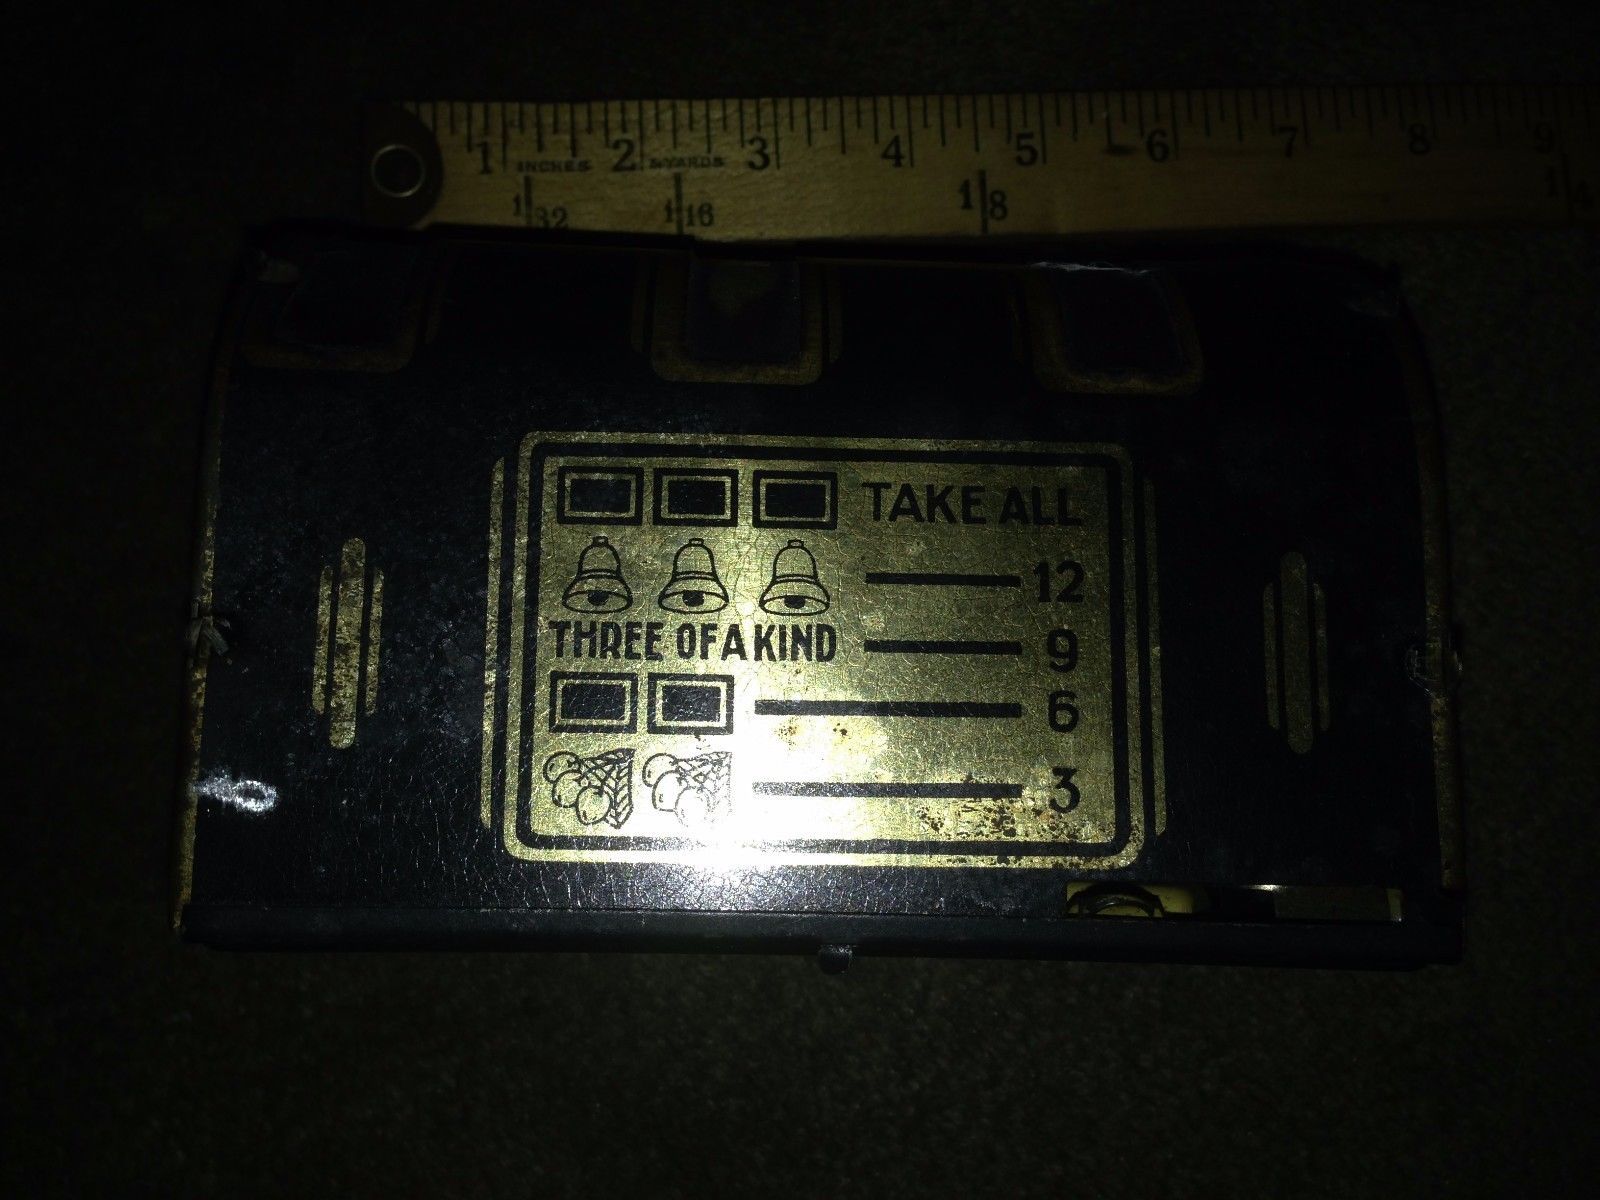 1 2 3 4 5 6 7 8 9
INCHES & YARDS
1/32 1/16 1/8
TAKE ALL
12
THREE OF A KIND 9
6
3